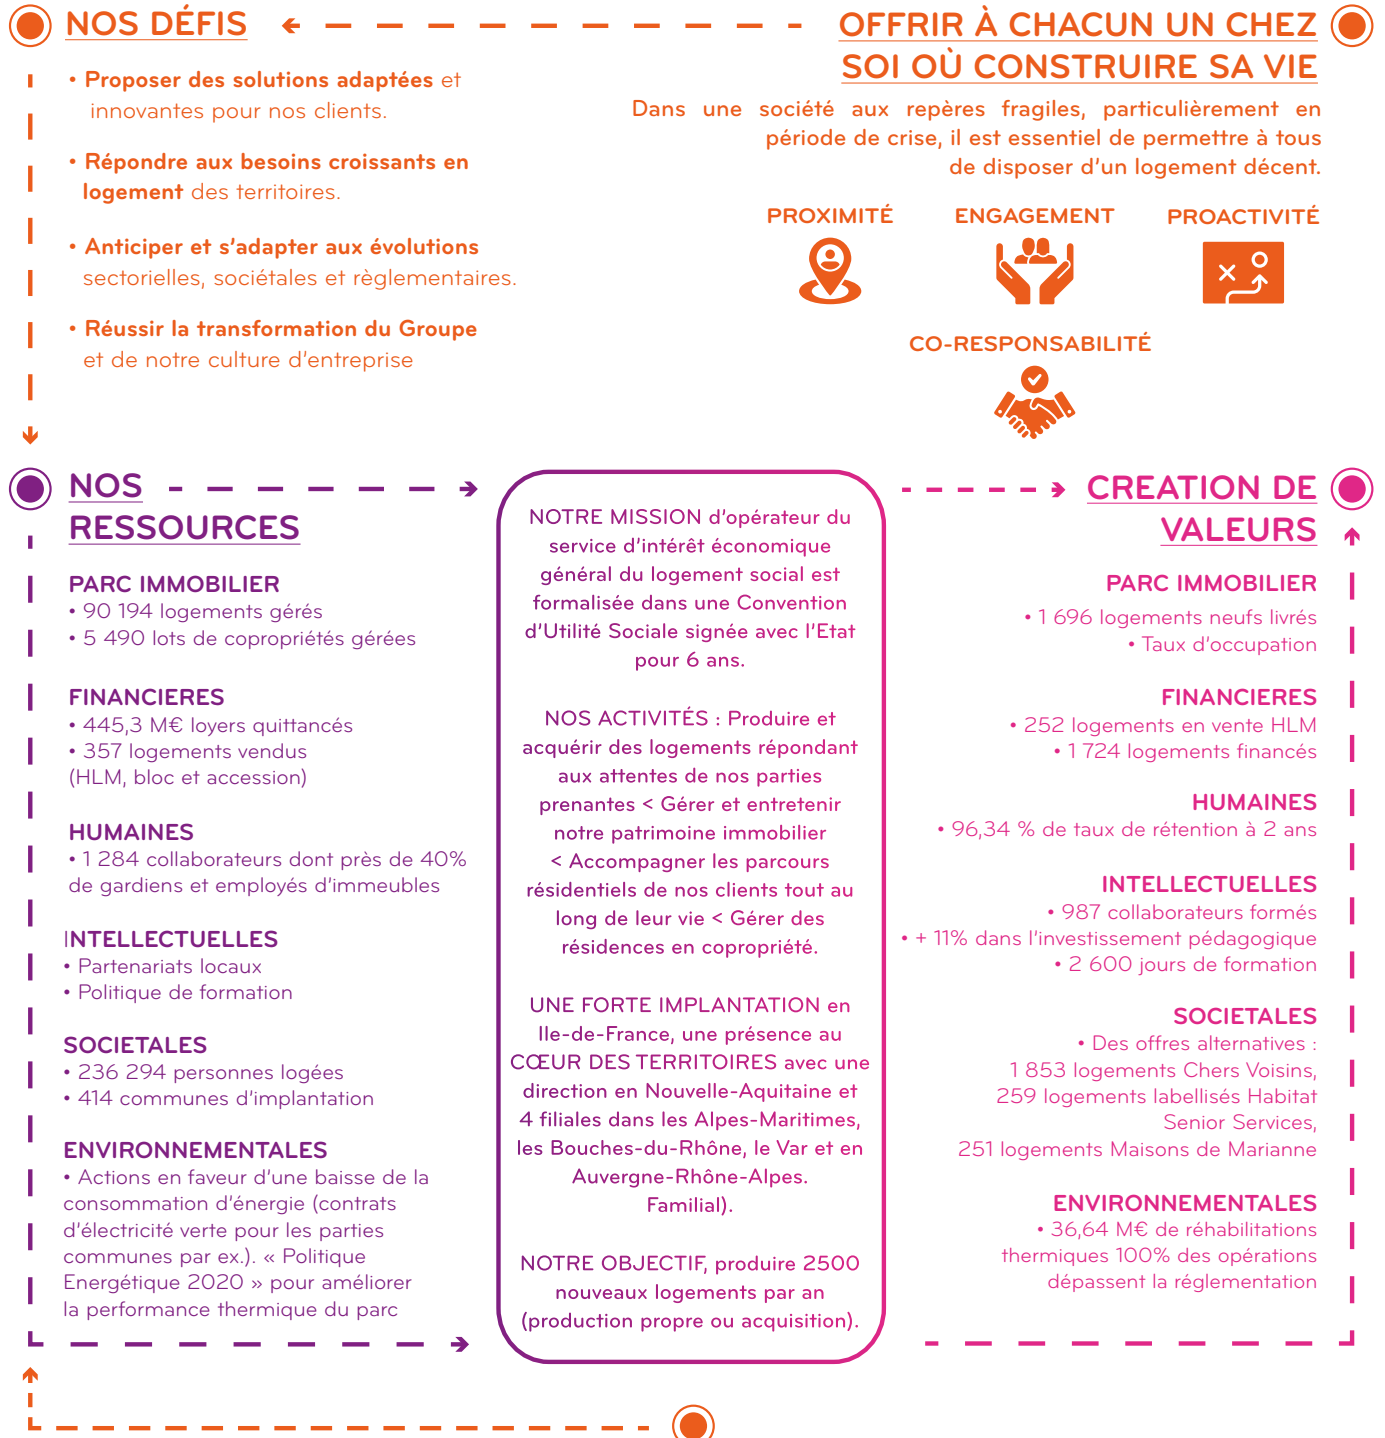 NOS DÉFIS
• Proposer des solutions adaptées et
innovantes pour nos clients.
• Répondre aux besoins croissants en
logement des territoires.
• Anticiper et s'adapter aux évolutions
sectorielles, sociétales et règlementaires.
• Réussir la transformation du Groupe
et de notre culture d'entreprise
OFFRIR À CHACUN UN CHEZ
SOI OÙ CONSTRUIRE SA VIE
Dans une société aux repères fragiles, particulièrement en
période de crise, il est essentiel de permettre à tous
de disposer d'un logement décent.
PROXIMITÉ
ENGAGEMENT
PROACTIVITÉ
CO-RESPONSABILITÉ
NOS
RESSOURCES
PARC IMMOBILIER
• 90 194 logements gérés
• 5 490 lots de copropriétés gérées
FINANCIERES
• 445,3 M€ loyers quittancés
• 357 logements vendus
(HLM, bloc et accession)
HUMAINES
• 1 284 collaborateurs dont près de 40%
de gardiens et employés d'immeubles
INTELLECTUELLES
• Partenariats locaux
• Politique de formation
SOCIETALES
• 236 294 personnes logées
• 414 communes d'implantation
ENVIRONNEMENTALES
• Actions en faveur d'une baisse de la
consommation d'énergie (contrats
d'électricité verte pour les parties
communes par ex.). « Politique
Energétique 2020 » pour améliorer
la performance thermique du parc
NOTRE MISSION d'opérateur du
service d'intérêt économique
général du logement social est
formalisée dans une Convention
d'Utilité Sociale signée avec l'Etat
pour 6 ans.
NOS ACTIVITÉS : Produire et
acquérir des logements répondant
aux attentes de nos parties
prenantes < Gérer et entretenir
notre patrimoine immobilier
< Accompagner les parcours
résidentiels de nos clients tout au
long de leur vie < Gérer des
résidences en copropriété.
UNE FORTE IMPLANTATION en
Ile-de-France, une présence au
CŒUR DES TERRITOIRES avec une
direction en Nouvelle-Aquitaine et
4 filiales dans les Alpes-Maritimes,
les Bouches-du-Rhône, le Var et en
Auvergne-Rhône-Alpes.
Familial).
NOTRE OBJECTIF, produire 2500
nouveaux logements par an
(production propre ou acquisition).
CREATION DE
VALEURS
PARC IMMOBILIER
• 1 696 logements neufs livrés
• Taux d'occupation
FINANCIERES
• 252 logements en vente HLM
• 1 724 logements financés
HUMAINES
• 96,34 % de taux de rétention à 2 ans
INTELLECTUELLES
• 987 collaborateurs formés
• + 11% dans l'investissement pédagogique
• 2 600 jours de formation
SOCIETALES
• Des offres alternatives :
1 853 logements Chers Voisins,
259 logements labellisés Habitat
Senior Services,
251 logements Maisons de Marianne
ENVIRONNEMENTALES
• 36,64 M€ de réhabilitations
thermiques 100% des opérations
dépassent la réglementation